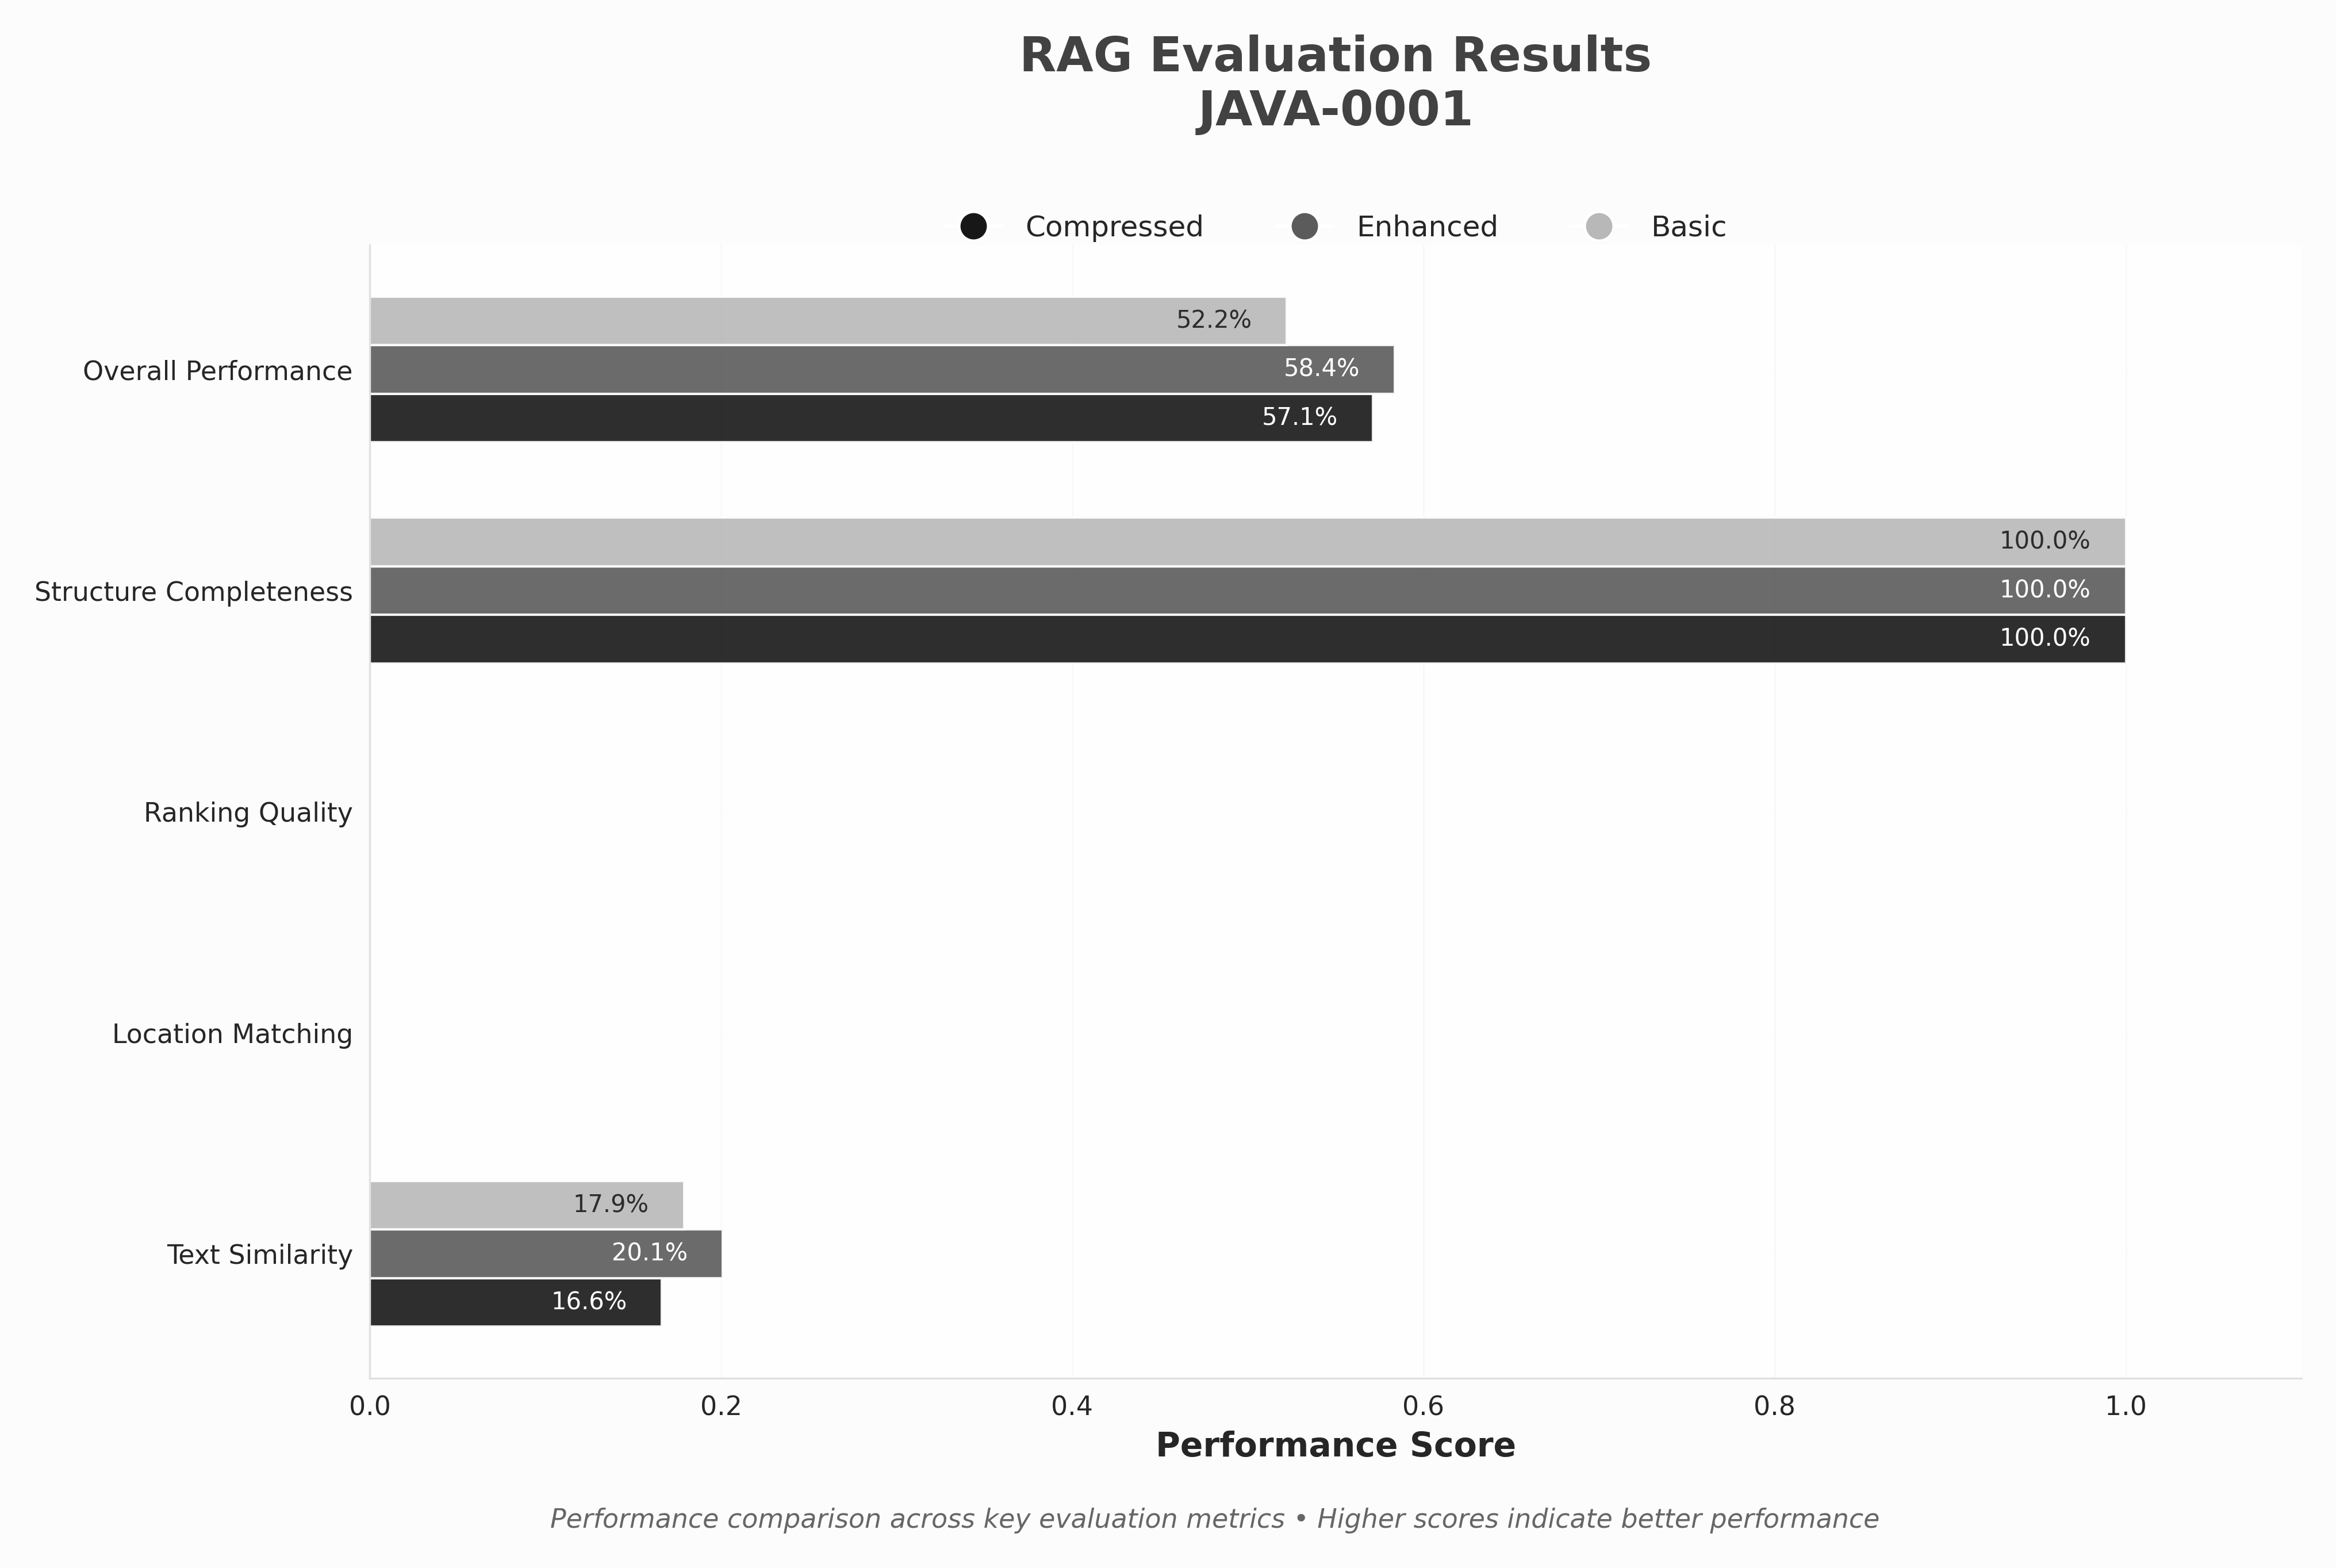 RAG Evaluation Results
JAVA-0001
Compressed Enhanced Basic
52.2%
Overall Performance 58.4%
57.1%
100.0%
Structure Completeness 100.0%
100.0%
Ranking Quality
Location Matching
17.9%
Text Similarity 20.1%
16.6%
0.0 0.2 0.4 0.6 0.8 1.0
Performance Score
Performance comparison across key evaluation metrics • Higher scores indicate better performance